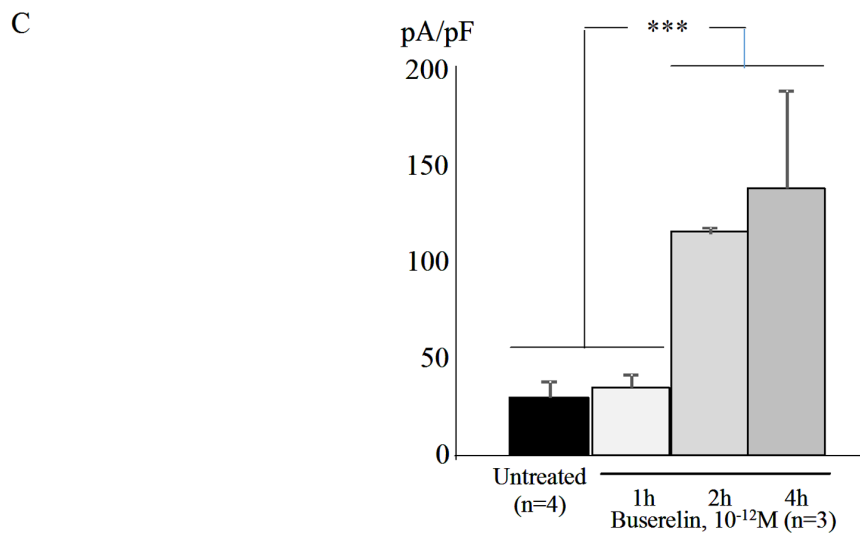 C
pA/pF
***
200
150
100
50
0
Untreated
(n=4)
1h 2h 4h
Buserelin, 10⁻¹²M (n=3)